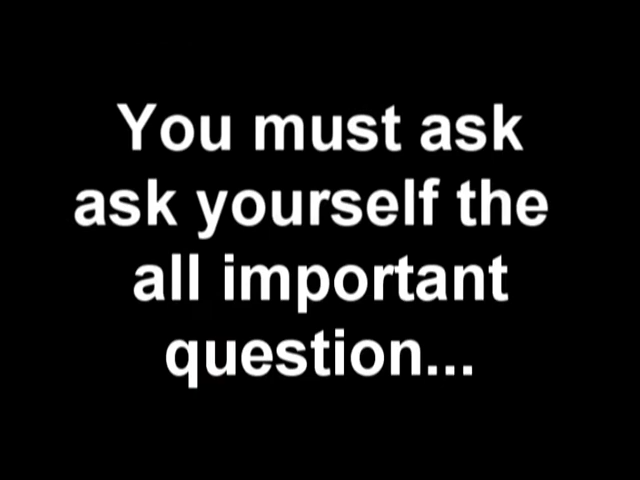 You must ask
ask yourself the
all important
question...